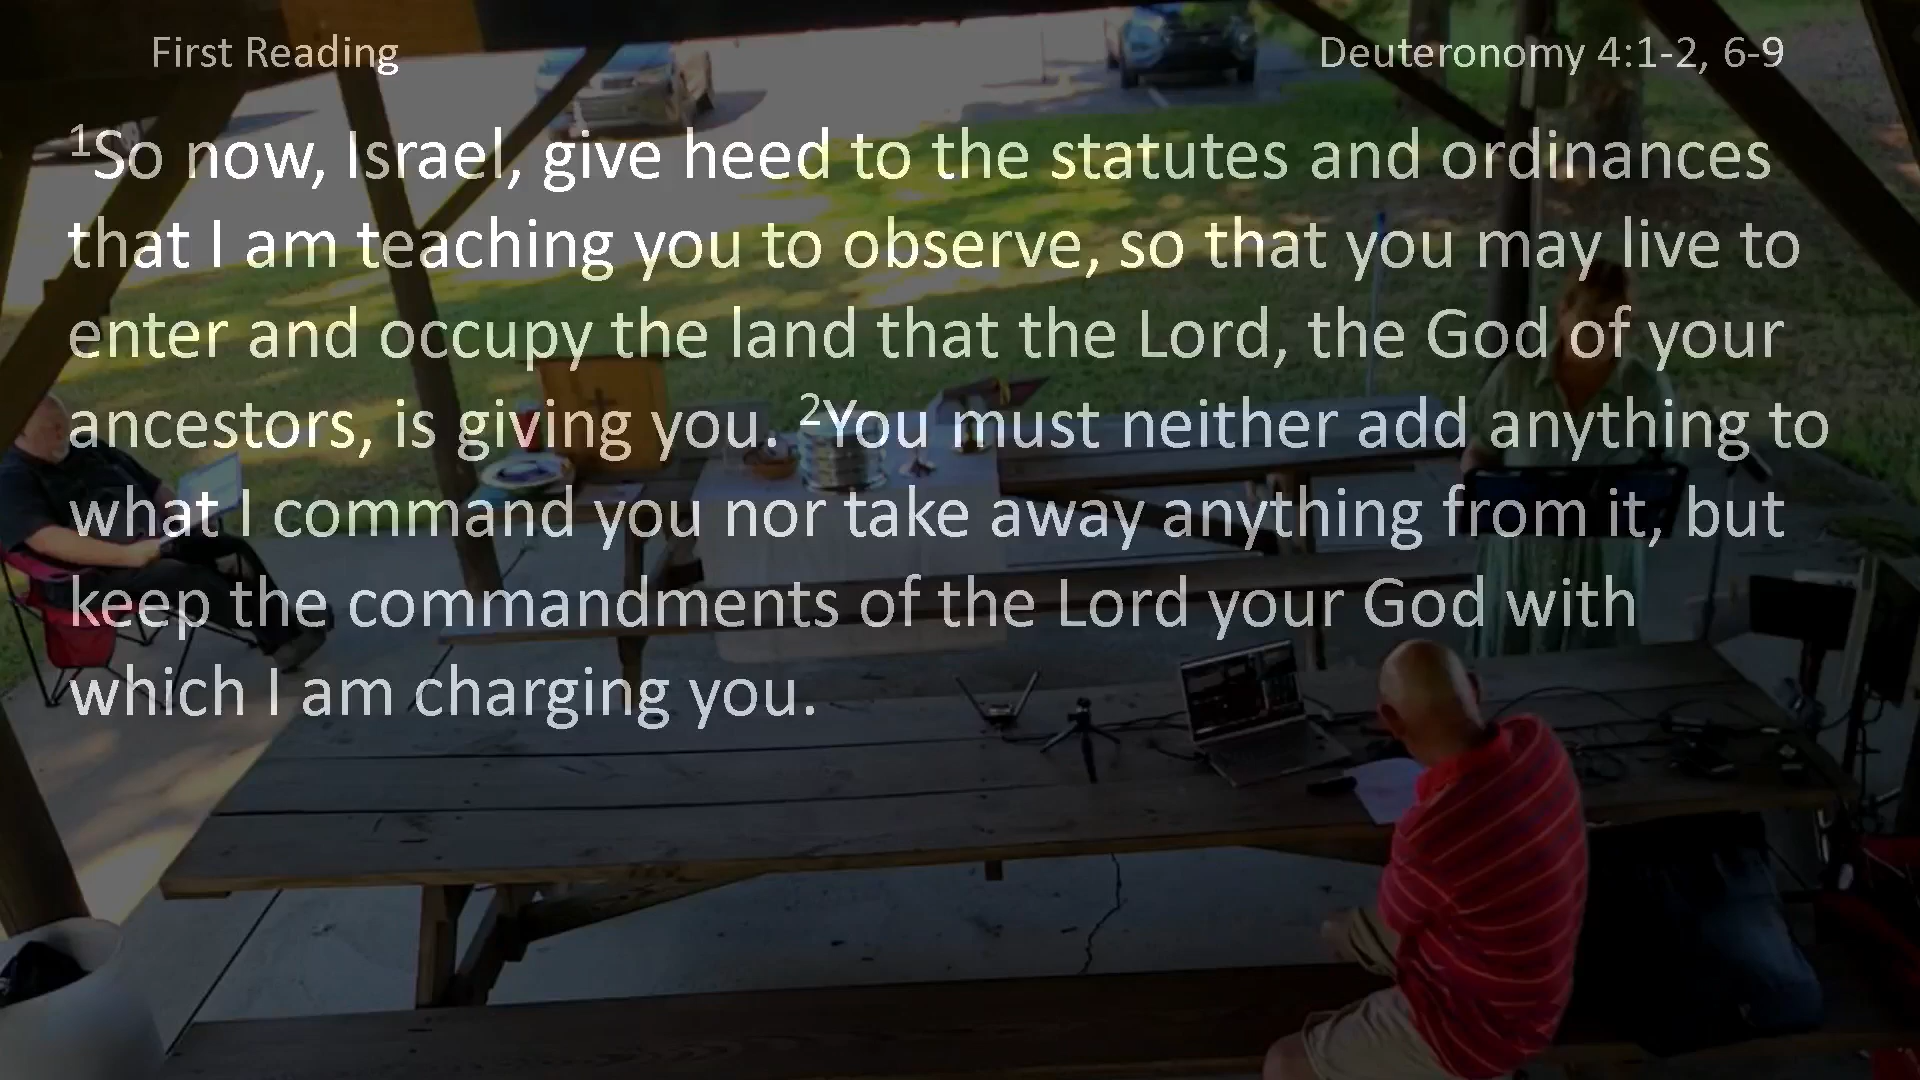 First Reading
Deuteronomy 4:1-2, 6-9
1So now, Israel, give heed to the statutes and ordinances
that I am teaching you to observe, so that you may live to
enter and occupy the land that the Lord, the God of your
ancestors, is giving you. 2You must neither add anything to
what I command you nor take away anything from it, but
keep the commandments of the Lord your God with
which I am charging you.